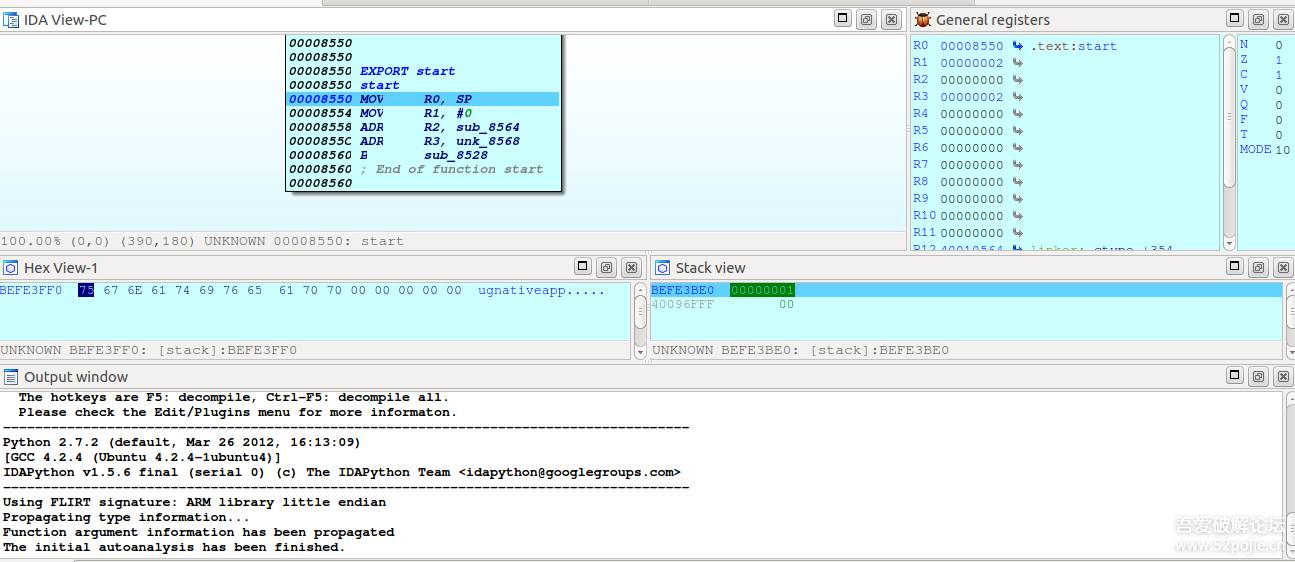 IDA View-PC
00008550
00008550
00008550 EXPORT start
00008550 start
00008550 MOV R0, SP
00008554 MOV R1, #0
00008558 ADR R2, sub_8564
0000855C ADR R3, unk_8568
00008560 B sub_8528
00008560 ; End of function start
00008560
100.00% (0,0) (390,180) UNKNOWN 00008550: start
General registers
R0 00008550 .text:start
R1 00000002
R2 00000000
R3 00000002
R4 00000000
R5 00000000
R6 00000000
R7 00000000
R8 00000000
R9 00000000
R10 00000000
R11 00000000
R12 40010564 linker:_ctype_+354
N 0
Z 1
C 1
V 0
Q 0
F 0
T 0
MODE 10
Hex View-1
BEFE3FF0 75 67 6E 61 74 69 76 65 61 70 70 00 00 00 00 00 ugnativeapp.....
UNKNOWN BEFE3FF0: [stack]:BEFE3FF0
Stack view
BEFE3BE0 00000001
40096FFF 00
UNKNOWN BEFE3BE0: [stack]:BEFE3BE0
Output window
The hotkeys are F5: decompile, Ctrl-F5: decompile all.
Please check the Edit/Plugins menu for more informaton.
---------------------------------------------------------------------------------
Python 2.7.2 (default, Mar 26 2012, 16:13:09)
[GCC 4.2.4 (Ubuntu 4.2.4-1ubuntu4)]
IDAPython v1.5.6 final (serial 0) (c) The IDAPython Team <idapython@googlegroups.com>
---------------------------------------------------------------------------------
Using FLIRT signature: ARM library little endian
Propagating type information...
Function argument information has been propagated
The initial autoanalysis has been finished.
吾爱破解论坛
www.52pojie.cn